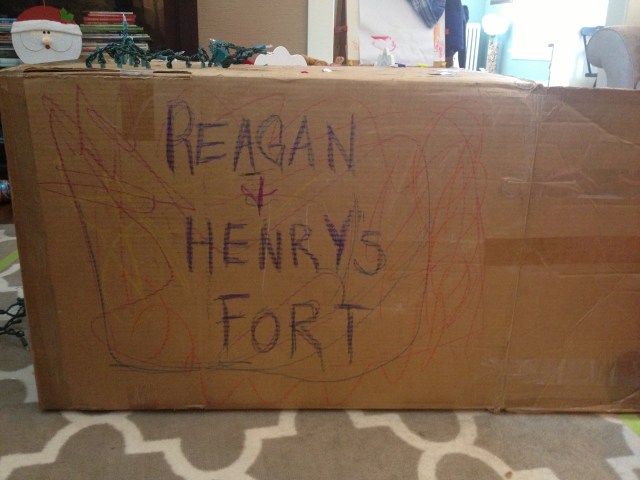 REAGAN
+
HENRY'S
FORT